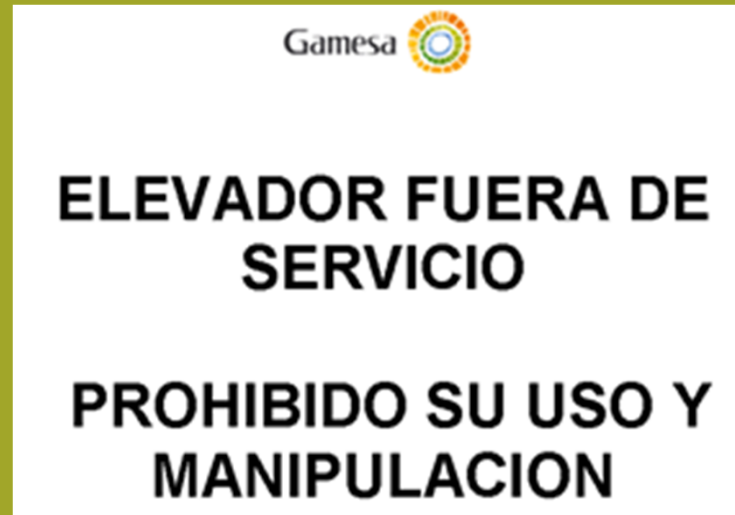 Gamesa
ELEVADOR FUERA DE
SERVICIO
PROHIBIDO SU USO Y
MANIPULACION